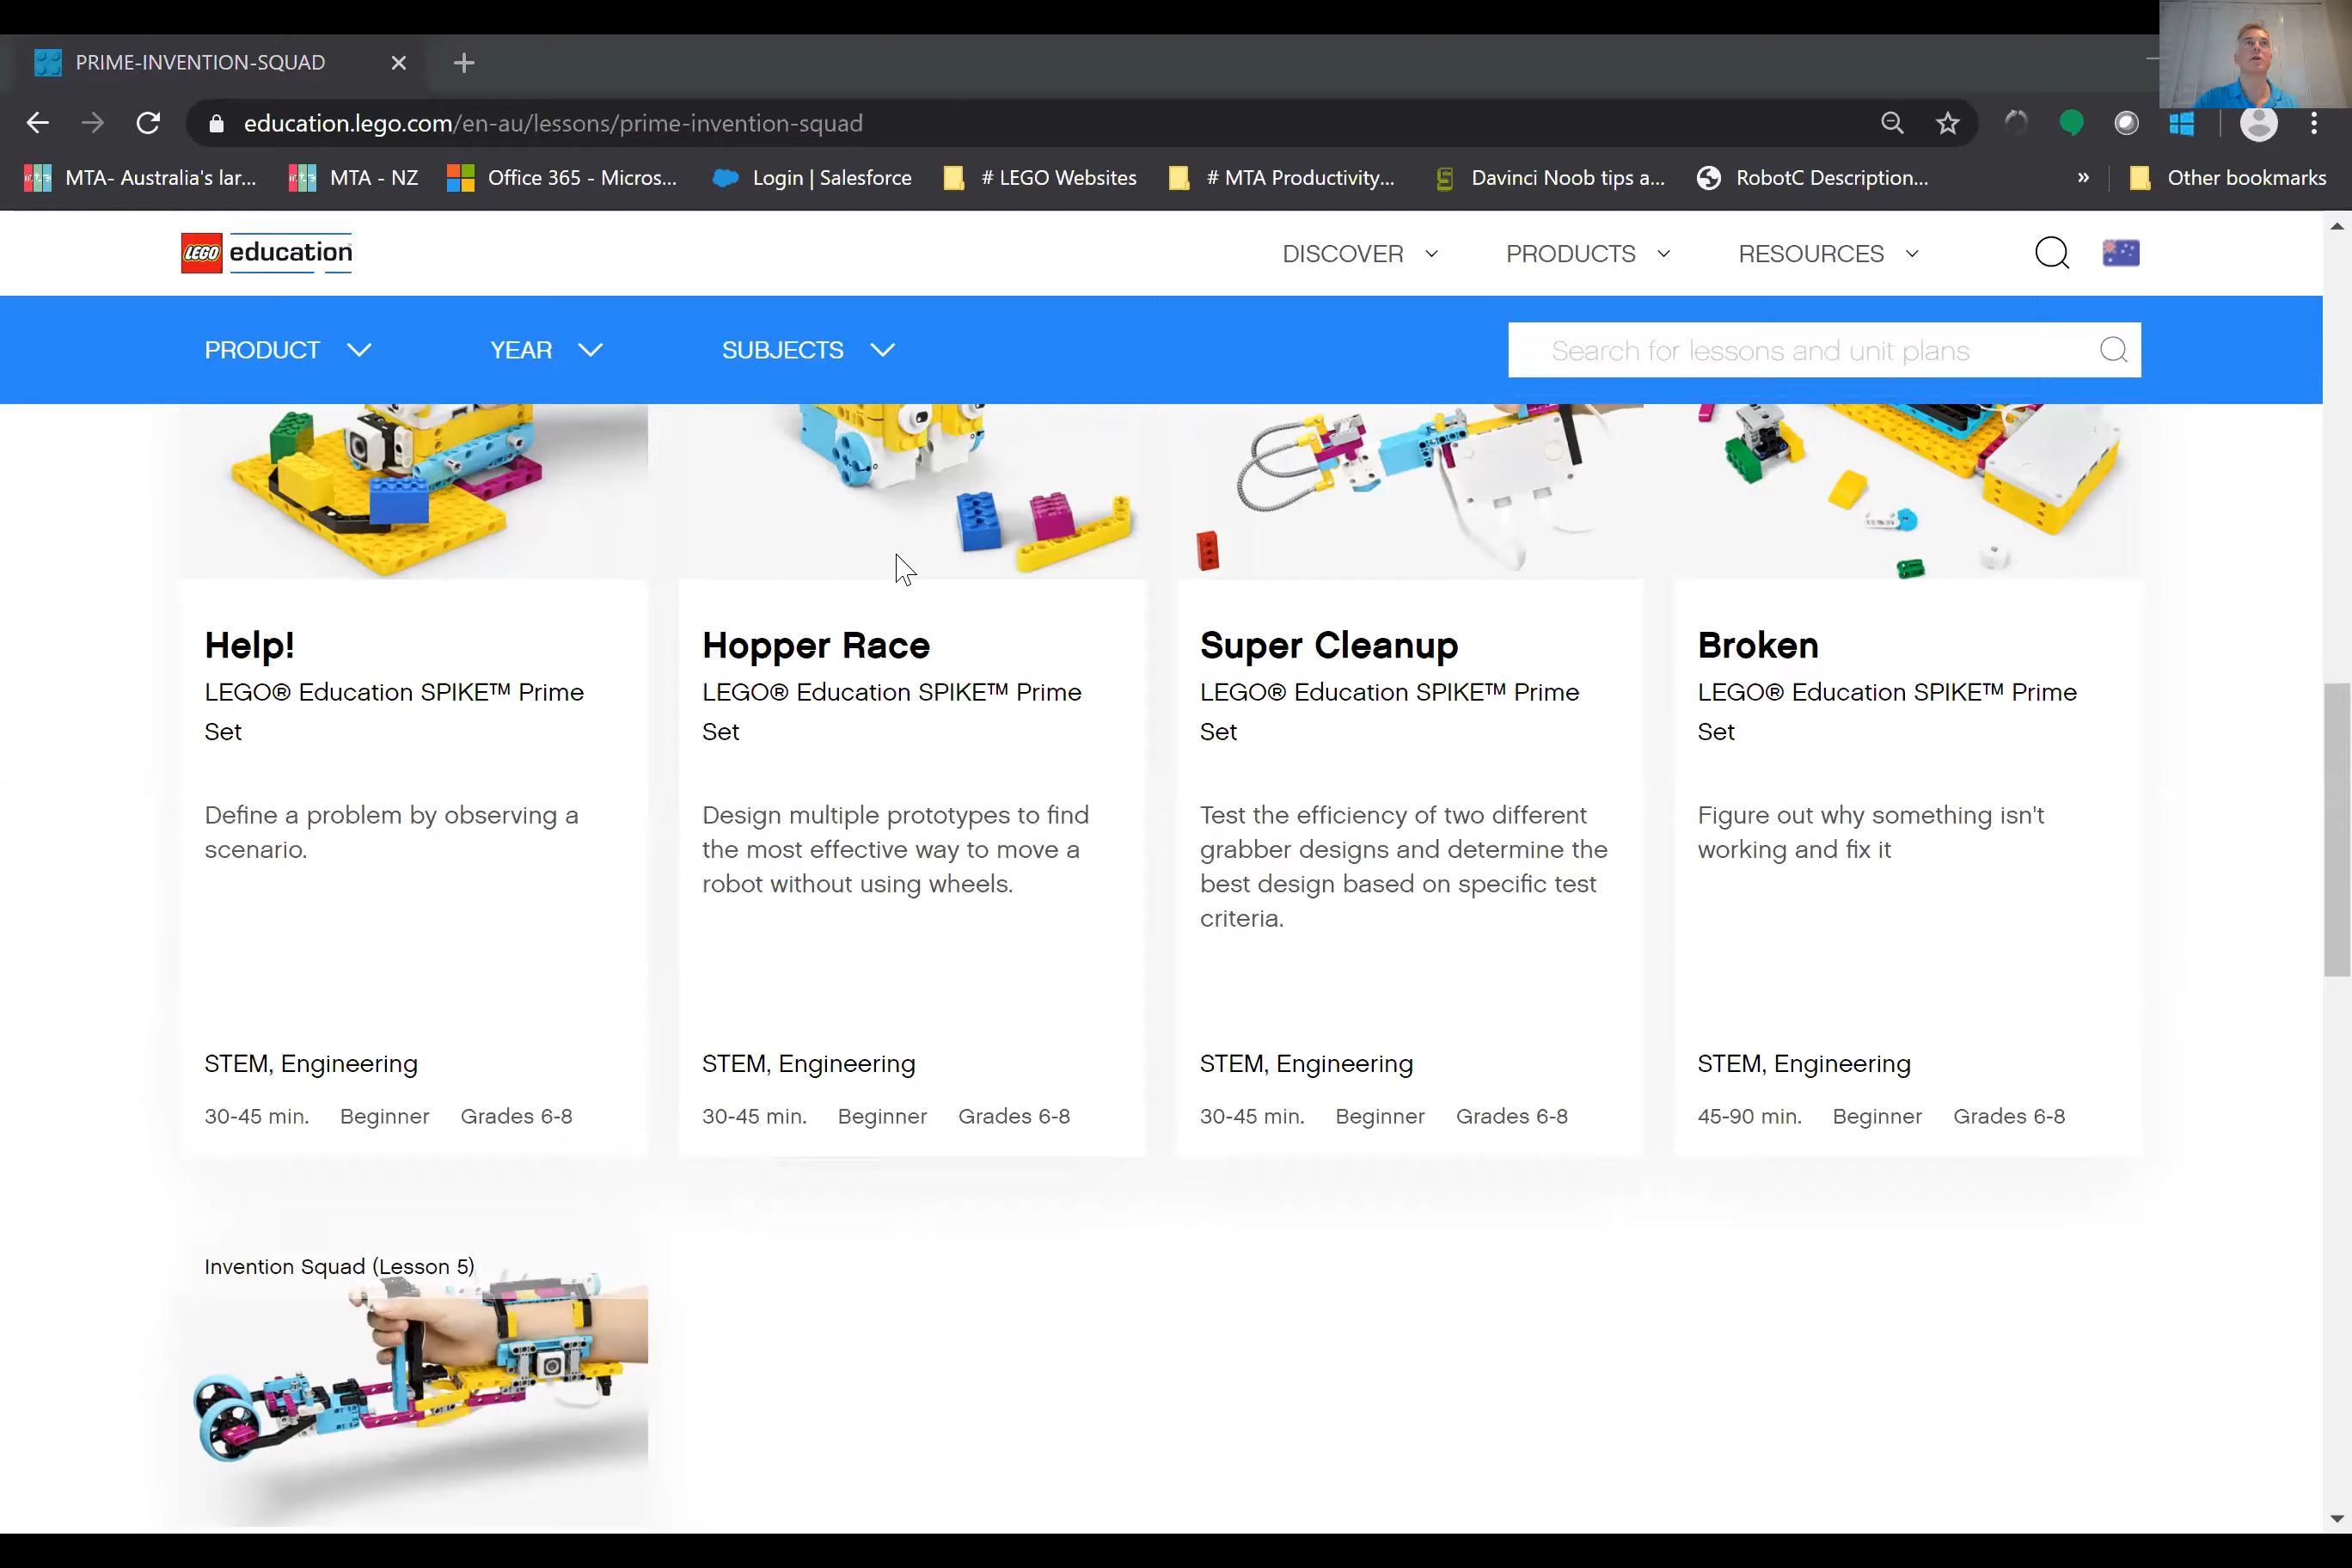 PRIME-INVENTION-SQUAD
education.lego.com/en-au/lessons/prime-invention-squad
MTA- Australia's lar...
MTA - NZ
Office 365 - Micros...
Login | Salesforce
# LEGO Websites
# MTA Productivity...
Davinci Noob tips a...
RobotC Description...
»
Other bookmarks
LEGO education
DISCOVER
PRODUCTS
RESOURCES
PRODUCT
YEAR
SUBJECTS
Search for lessons and unit plans
Help!
LEGO® Education SPIKE™ Prime
Set
Define a problem by observing a
scenario.
STEM, Engineering
30-45 min. Beginner Grades 6-8
Hopper Race
LEGO® Education SPIKE™ Prime
Set
Design multiple prototypes to find
the most effective way to move a
robot without using wheels.
STEM, Engineering
30-45 min. Beginner Grades 6-8
Super Cleanup
LEGO® Education SPIKE™ Prime
Set
Test the efficiency of two different
grabber designs and determine the
best design based on specific test
criteria.
STEM, Engineering
30-45 min. Beginner Grades 6-8
Broken
LEGO® Education SPIKE™ Prime
Set
Figure out why something isn't
working and fix it
STEM, Engineering
45-90 min. Beginner Grades 6-8
Invention Squad (Lesson 5)